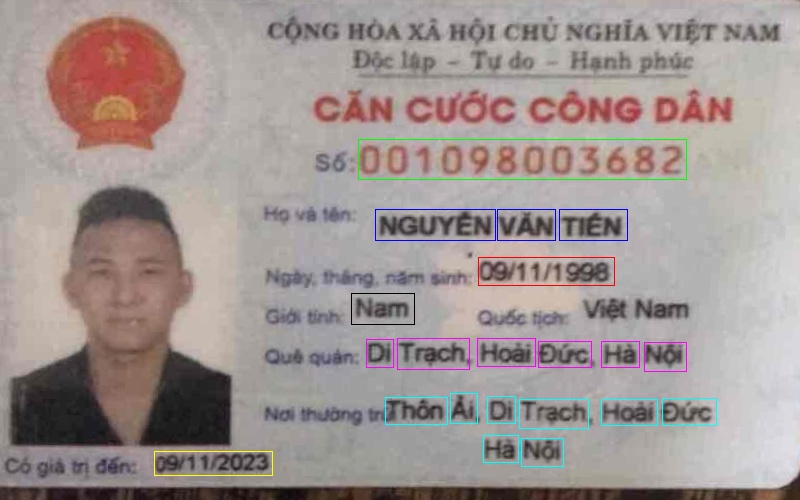 CỘNG HÒA XÃ HỘI CHỦ NGHĨA VIỆT NAM
Độc lập - Tự do - Hạnh phúc
CĂN CƯỚC CÔNG DÂN
Số: 001098003682
Họ và tên: NGUYỄN VĂN TIẾN
Ngày, tháng, năm sinh: 09/11/1998
Giới tính: Nam Quốc tịch: Việt Nam
Quê quán: Di Trạch, Hoài Đức, Hà Nội
Nơi thường trú: Thôn Ải, Di Trạch, Hoài Đức
Hà Nội
Có giá trị đến: 09/11/2023